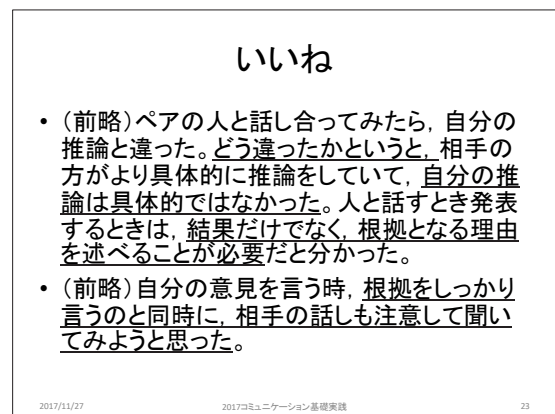 いいね
• （前略）ペアの人と話し合ってみたら，自分の
推論と違った。どう違ったかというと，相手の
方がより具体的に推論をしていて，自分の推
論は具体的ではなかった。人と話すとき発表
するときは，結果だけでなく，根拠となる理由
を述べることが必要だと分かった。
• （前略）自分の意見を言う時，根拠をしっかり
言うのと同時に，相手の話しも注意して聞い
てみようと思った。
2017/11/27
2017コミュニケーション基礎実践
23